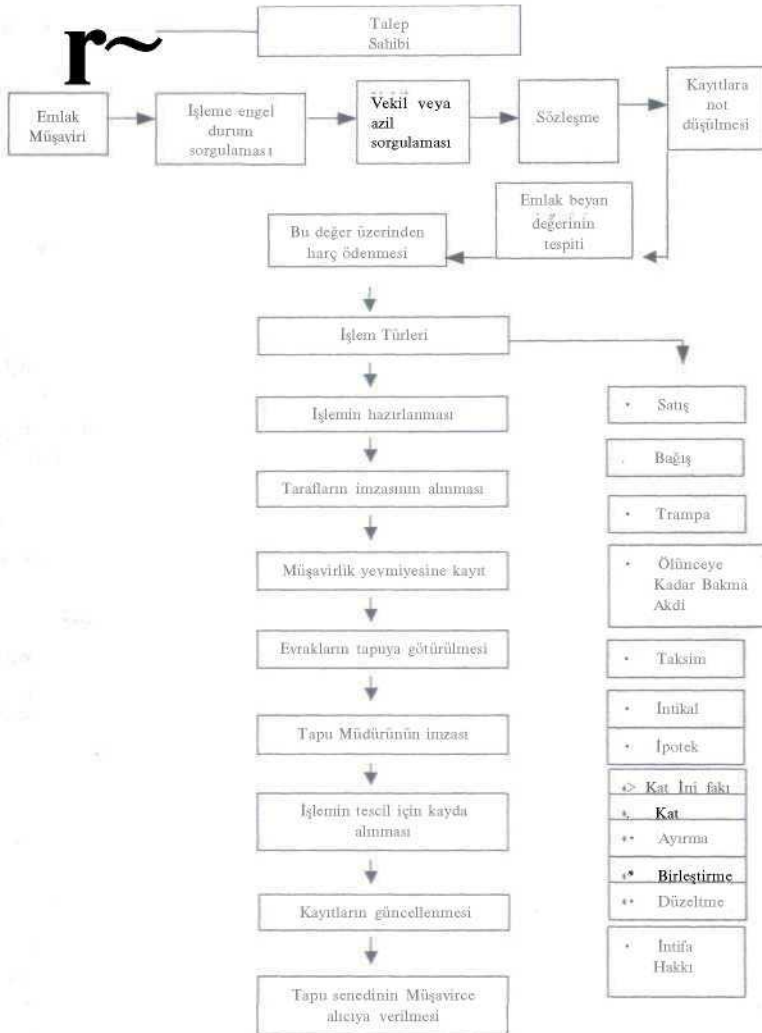 r~
Talep
Sahibi
Emlak
Müşaviri
İşleme engel
durum
sorgulaması
Vekil veya
azil
sorgulaması
Sözleşme
Kayıtlara
not
düşülmesi
Emlak beyan
değerinin
tespiti
Bu değer üzerinden
harç ödenmesi
İşlem Türleri
İşlemin hazırlanması
Tarafların imzasının alınması
Müşavirlik yevmiyesine kayıt
Evrakların tapuya götürülmesi
Tapu Müdürünün imzası
İşlemin tescil için kayda
alınması
Kayıtların güncellenmesi
Tapu senedinin Müşavirce
alıcıya verilmesi
• Satış
. Bağış
• Trampa
• Ölünceye
Kadar Bakma
Akdi
• Taksim
• İntikal
• İpotek
Kat İni fakı
Kat
Ayırma
Birleştirme
Düzeltme
• İntifa
Hakkı